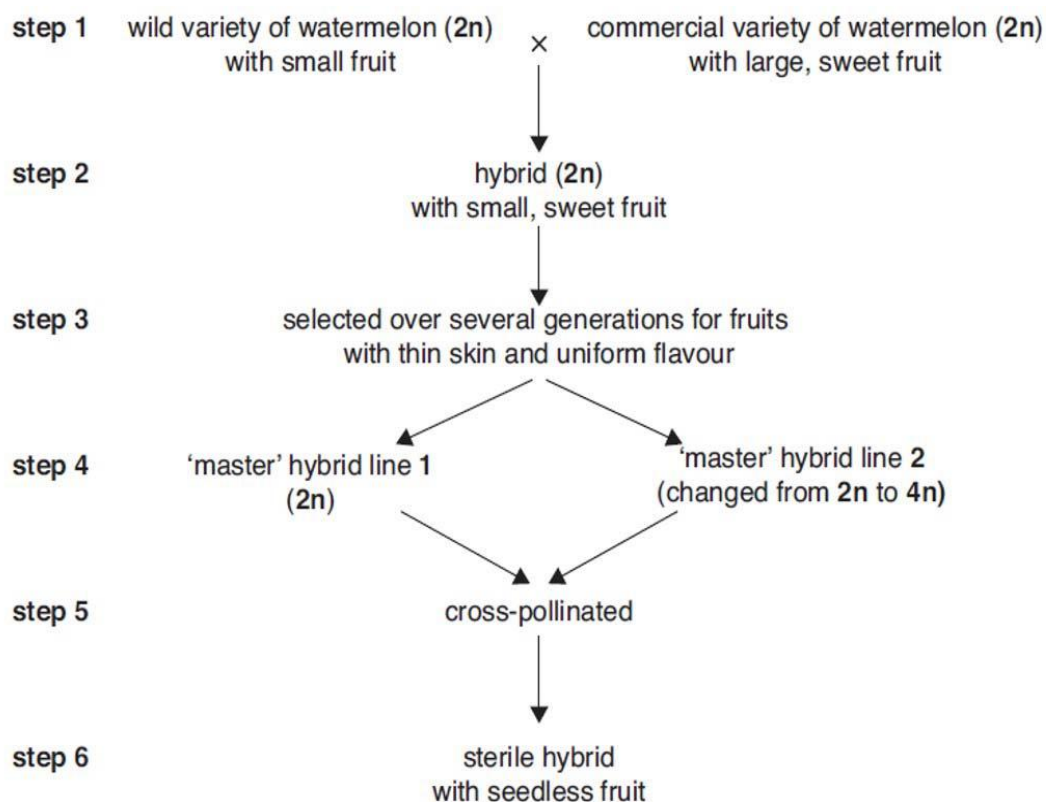 step 1 wild variety of watermelon (2n) × commercial variety of watermelon (2n)
with small fruit with large, sweet fruit
step 2 hybrid (2n)
with small, sweet fruit
step 3 selected over several generations for fruits
with thin skin and uniform flavour
step 4 ‘master’ hybrid line 1 ‘master’ hybrid line 2
(2n) (changed from 2n to 4n)
step 5 cross-pollinated
step 6 sterile hybrid
with seedless fruit